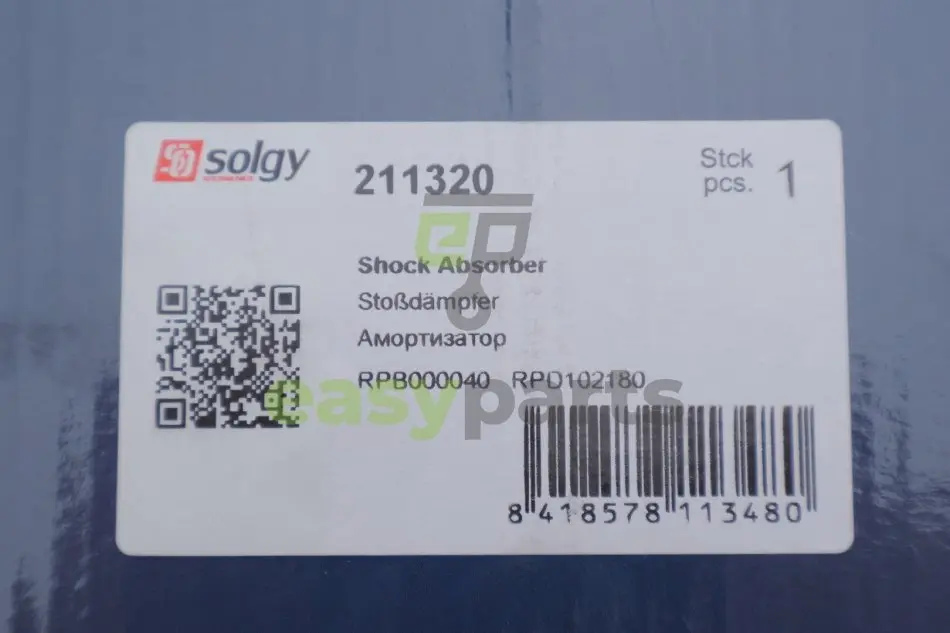 solgy
211320
Stck
pcs. 1
Shock Absorber
Stoßdämpfer
Амортизатор
RPB000040 RPD102180
easyparts
8 418578 113480